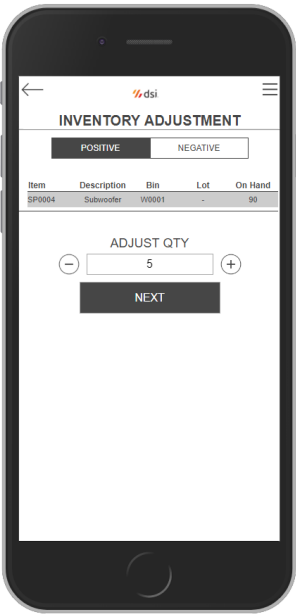 dsi
INVENTORY ADJUSTMENT
POSITIVE NEGATIVE
Item Description Bin Lot On Hand
SP0004 Subwoofer W0001 - 90
ADJUST QTY
5
NEXT